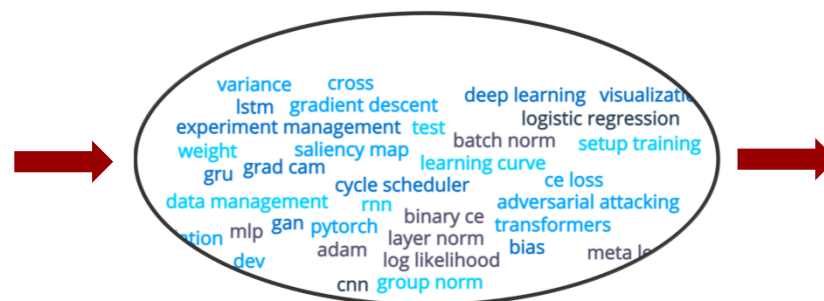 variance cross
deep learning
lstm gradient descent
logistic regression
experiment management test
batch norm setup training
weight saliency map
learning curve
gru grad cam
cycle scheduler ce loss
data management rnn
adversarial attacking
binary ce
mlp gan pytorch transformers
adam layer norm bias
meta
dev log likelihood
cnn group norm